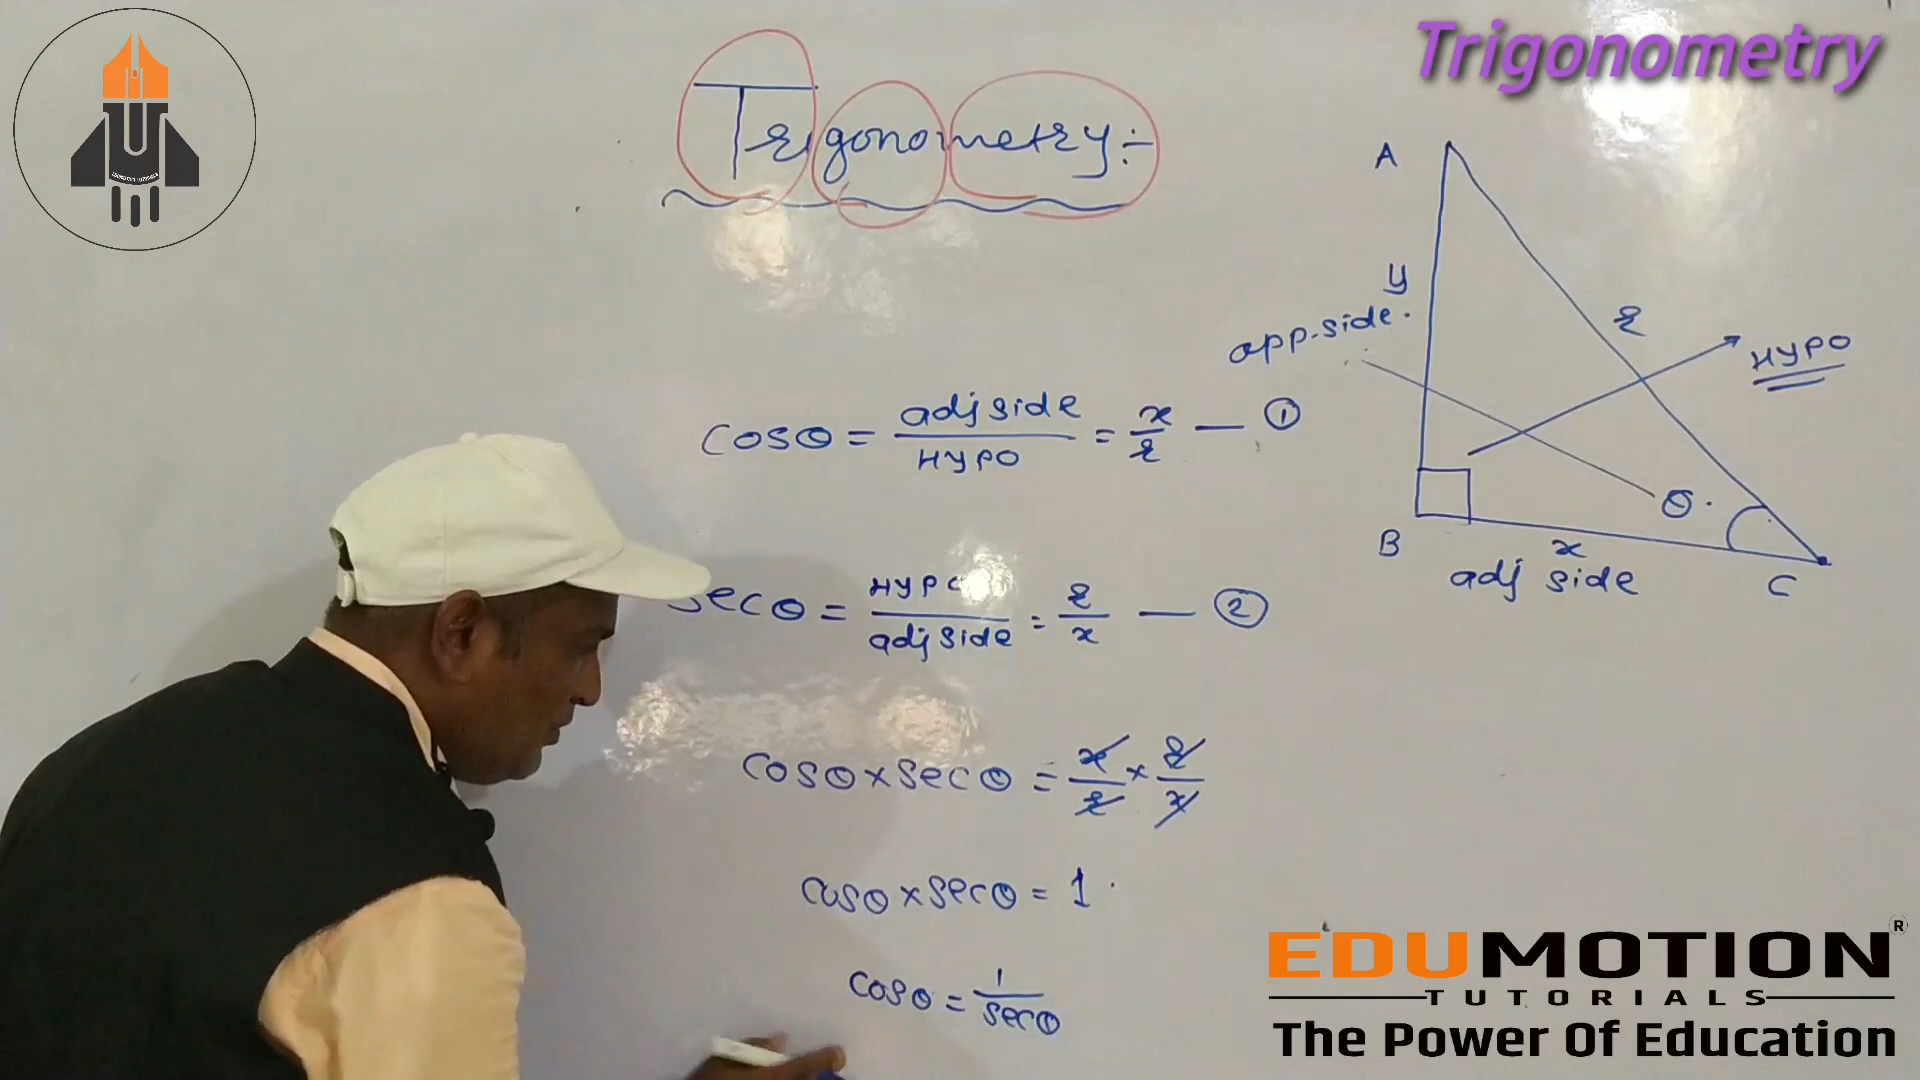 Trigonometry
Trigonometry:-
A
y
opp-side.
r
HYPO
cosθ = adj side / HYPO = x / r — ①
θ.
B
x
adj side
C
secθ = HYPO / adj side = r / x — ②
cosθ × secθ = x / r × r / x
cosθ × secθ = 1.
cosθ = 1 / secθ
EDUMOTION ®
TUTORIALS
The Power Of Education